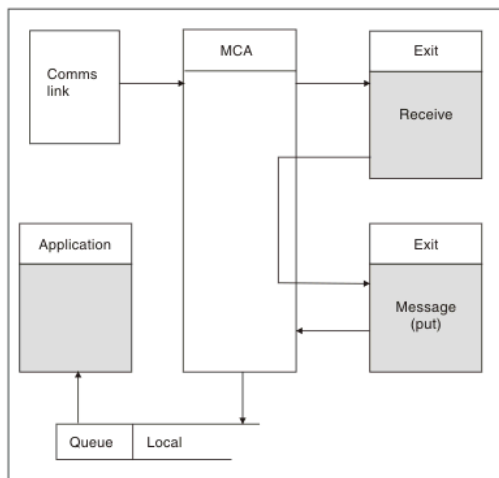 Comms
link
MCA
Exit
Receive
Application
Exit
Message
(put)
Queue
Local